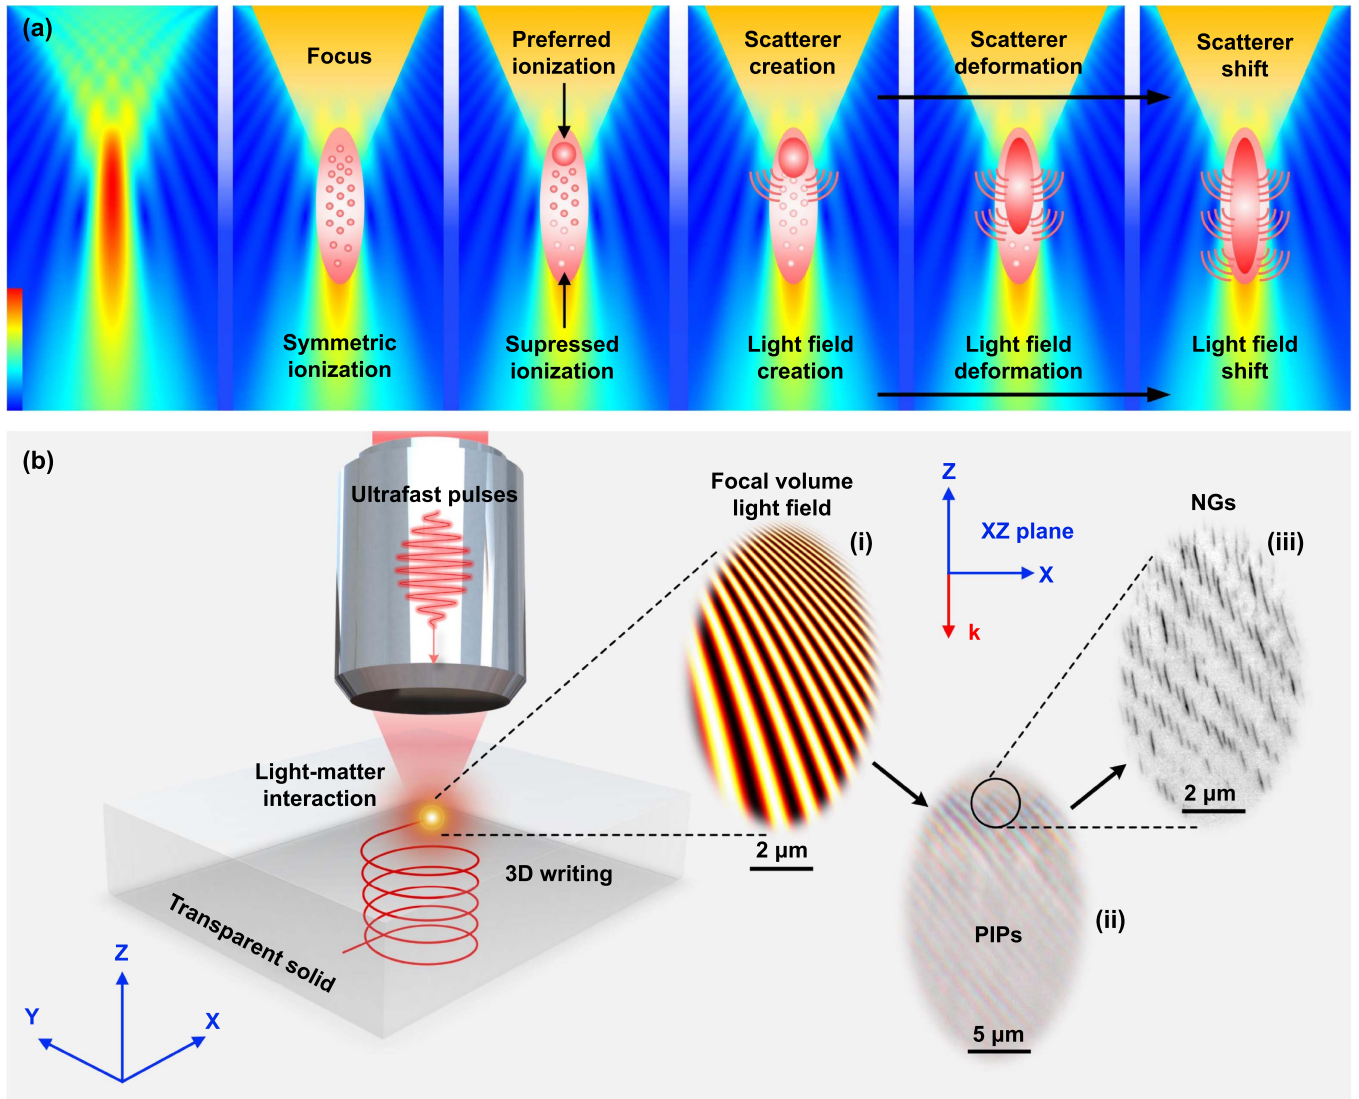 (a)
Focus
Symmetric
ionization
Preferred
ionization
Supressed
ionization
Scatterer
creation
Light field
creation
Scatterer
deformation
Light field
deformation
Scatterer
shift
Light field
shift
(b)
Ultrafast pulses
Light-matter
interaction
3D writing
Transparent solid
Z
Y
X
Focal volume
light field
(i)
2 μm
Z
XZ plane
X
k
NGs
(iii)
2 μm
PIPs
(ii)
5 μm